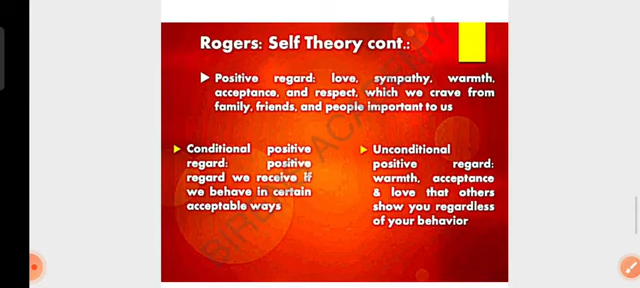 Rogers: Self Theory cont.:
Positive regard: love, sympathy, warmth,
acceptance, and respect, which we crave from
family, friends, and people important to us
Conditional positive
regard: positive
regard we receive if
we behave in certain
acceptable ways
Unconditional
positive regard:
warmth, acceptance
& love that others
show you regardless
of your behavior